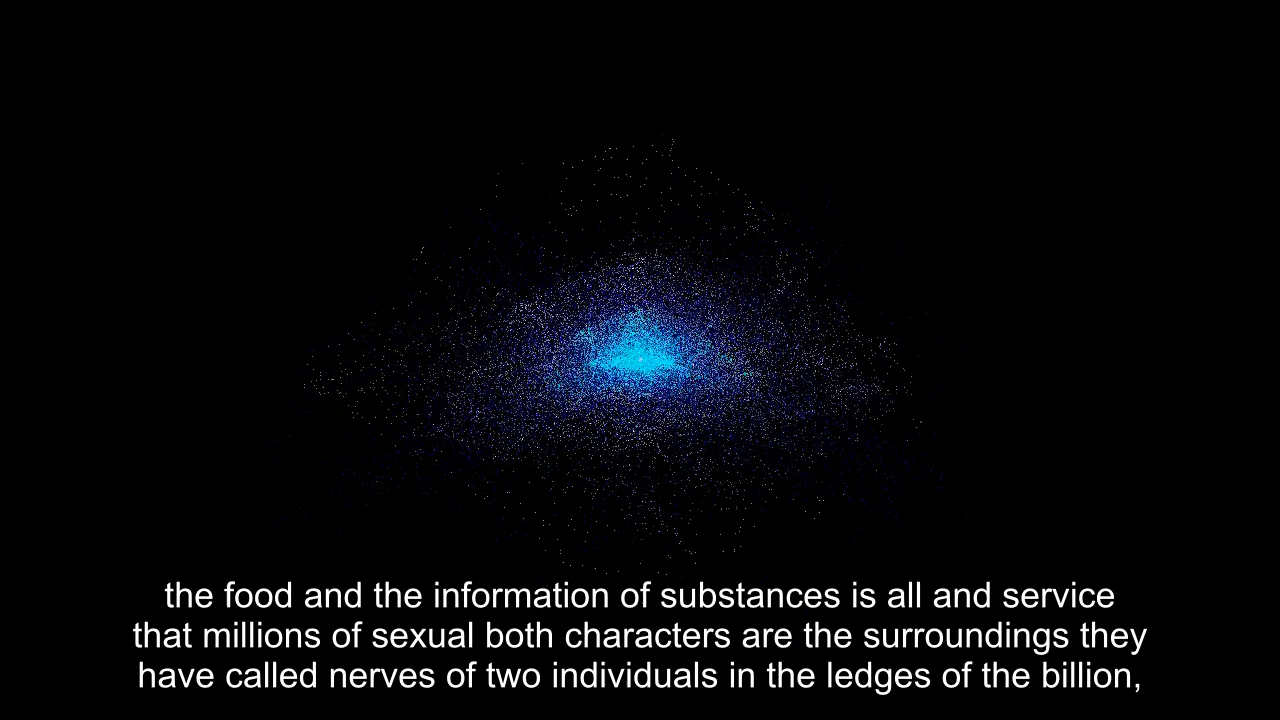 the food and the information of substances is all and service
that millions of sexual both characters are the surroundings they
have called nerves of two individuals in the ledges of the billion,